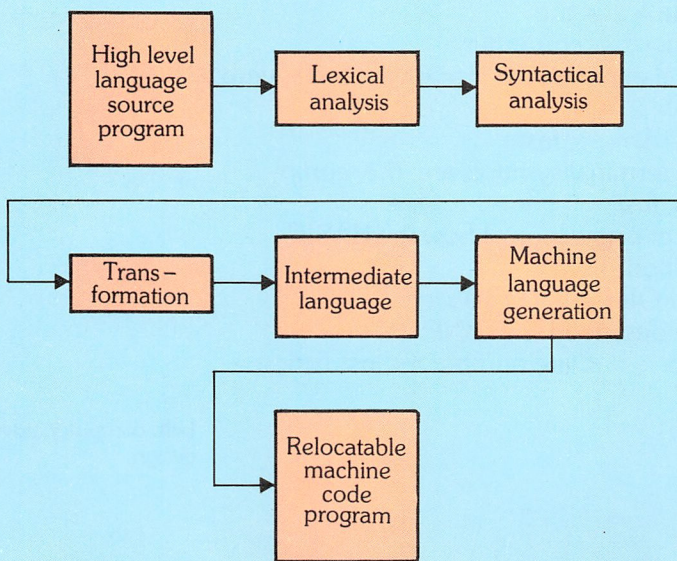 High level
language
source
program
Lexical
analysis
Syntactical
analysis
Trans–
formation
Intermediate
language
Machine
language
generation
Relocatable
machine
code
program